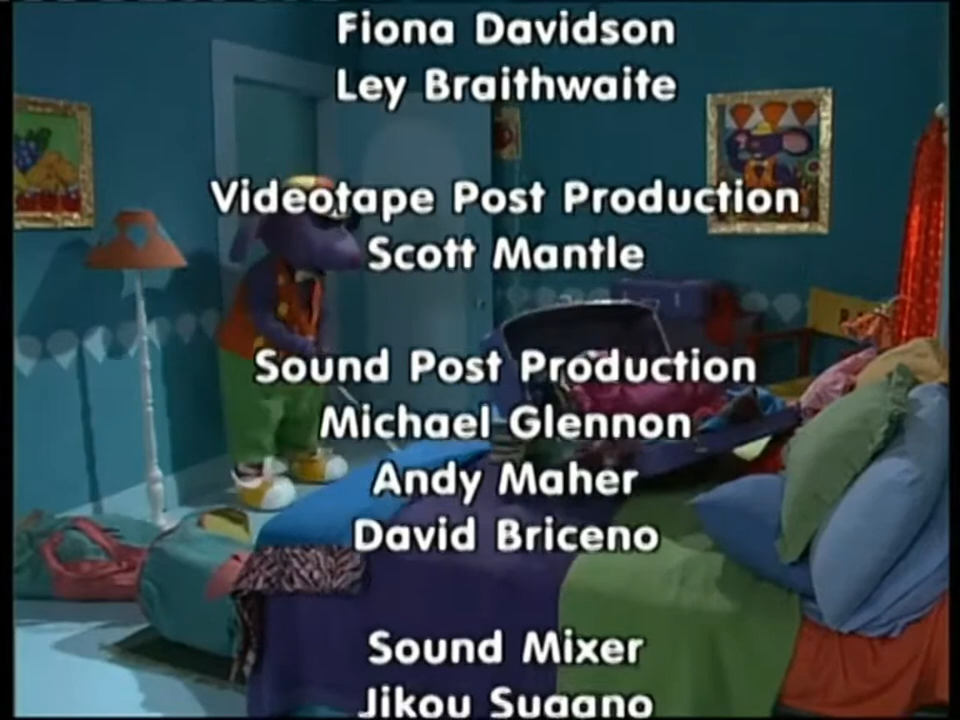 Fiona Davidson
Ley Braithwaite
Videotape Post Production
Scott Mantle
Sound Post Production
Michael Glennon
Andy Maher
David Briceno
Sound Mixer
Jikou Sugano